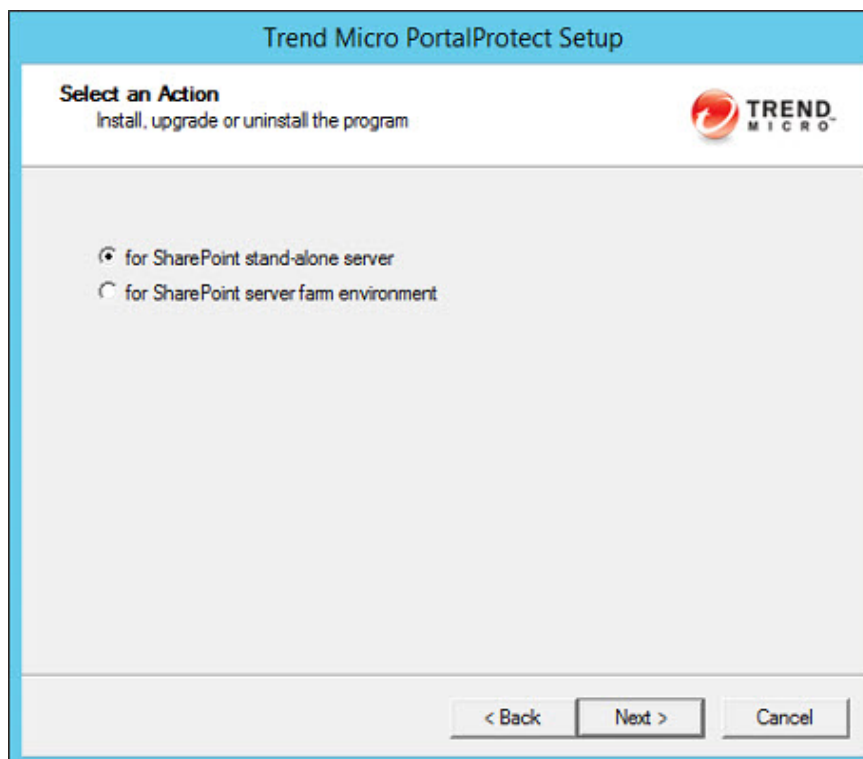 Trend Micro PortalProtect Setup
Select an Action
Install, upgrade or uninstall the program
TREND
MICRO
for SharePoint stand-alone server
for SharePoint server farm environment
< Back
Next >
Cancel